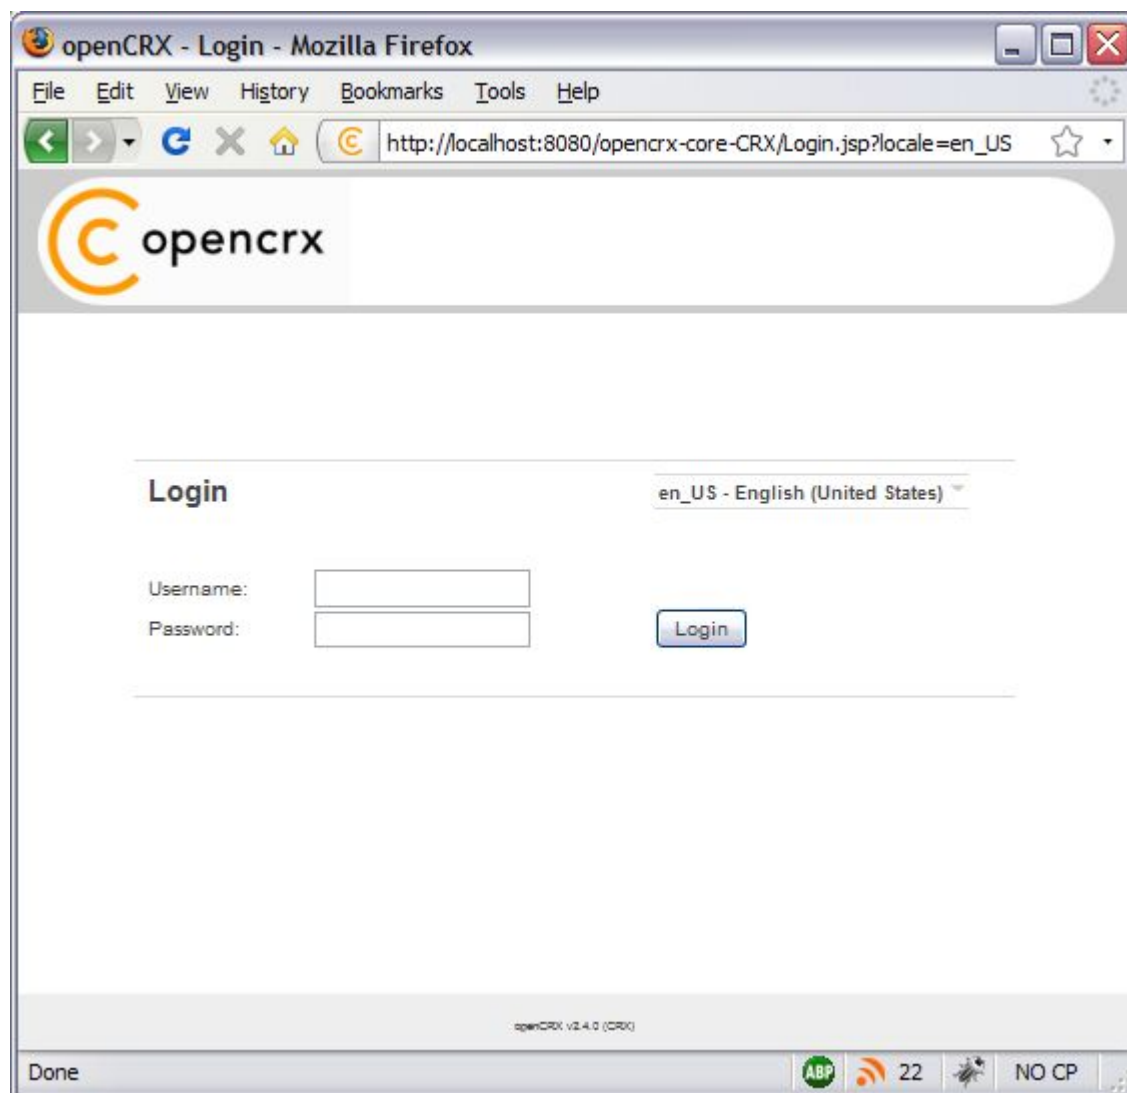 openCRX - Login - Mozilla Firefox
File Edit View History Bookmarks Tools Help
http://localhost:8080/opencrx-core-CRX/Login.jsp?locale=en_US
opencrx
Login en_US - English (United States)
Username:
Password: Login
openCRX v2.4.0 (CRX)
Done ABP 22 NO CP